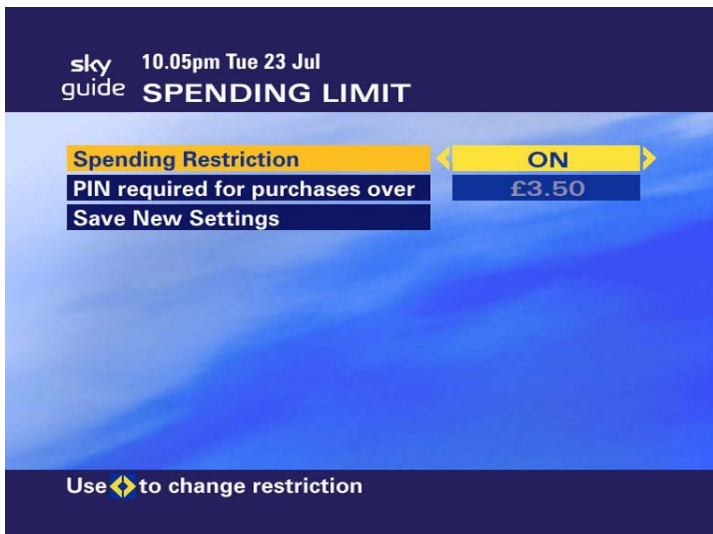 sky 10.05pm Tue 23 Jul
guide SPENDING LIMIT
Spending Restriction ON
PIN required for purchases over £3.50
Save New Settings
Use to change restriction